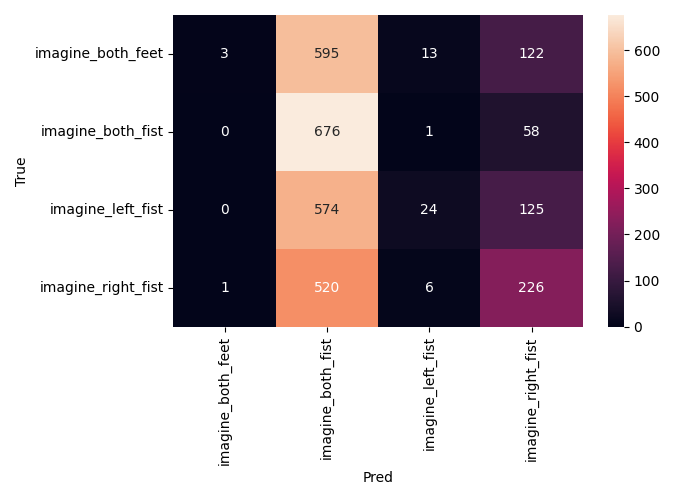 imagine_both_feet 3 595 13 122
imagine_both_fist 0 676 1 58
imagine_left_fist 0 574 24 125
imagine_right_fist 1 520 6 226
True
imagine_both_feet
imagine_both_fist
imagine_left_fist
imagine_right_fist
Pred
600
500
400
300
200
100
0